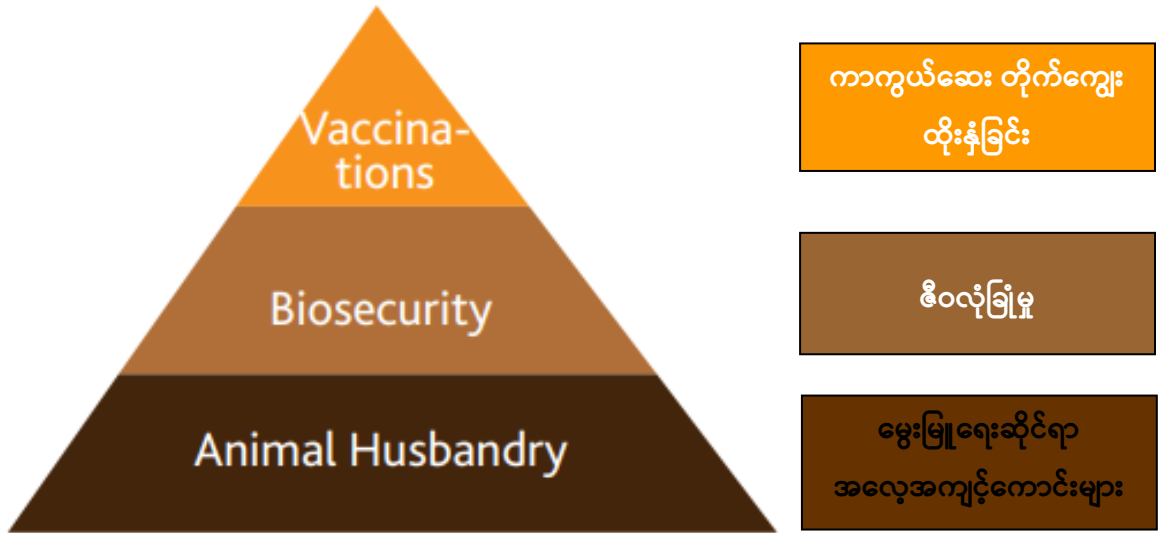 Vaccina-
tions
Biosecurity
Animal Husbandry
ကာကွယ်ဆေး တိုက်ကျွေး
ထိုးနှံခြင်း
ဇီဝလုံခြုံမှု
မွေးမြူရေးဆိုင်ရာ
အလေ့အကျင့်ကောင်းများ